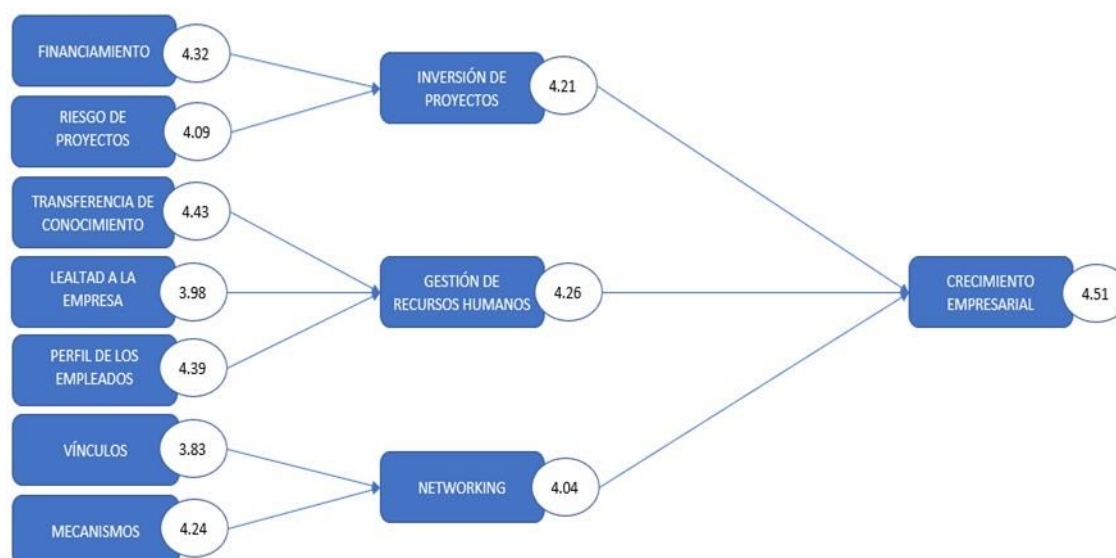 FINANCIAMIENTO
4.32
RIESGO DE
PROYECTOS
4.09
TRANSFERENCIA DE
CONOCIMIENTO
4.43
LEALTAD A LA
EMPRESA
3.98
PERFIL DE LOS
EMPLEADOS
4.39
VÍNCULOS
3.83
MECANISMOS
4.24
INVERSIÓN DE
PROYECTOS
4.21
GESTIÓN DE
RECURSOS HUMANOS
4.26
NETWORKING
4.04
CRECIMIENTO
EMPRESARIAL
4.51